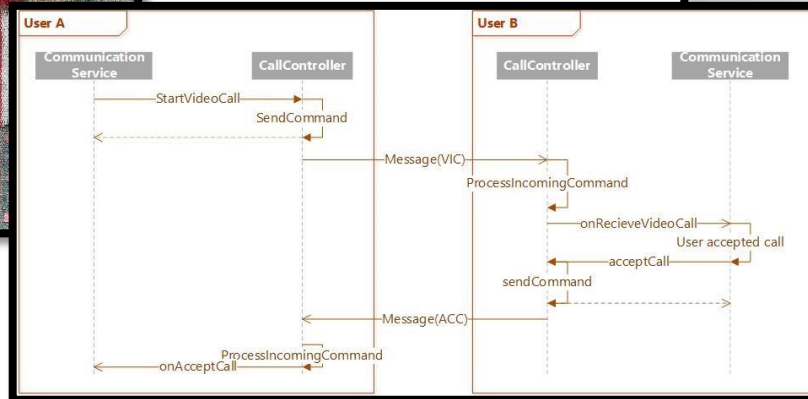 User A
User B
Communication
Service
CallController
CallController
Communication
Service
StartVideoCall
SendCommand
Message(VIC)
ProcessIncomingCommand
onRecieveVideoCall
User accepted call
acceptCall
sendCommand
Message(ACC)
ProcessIncomingCommand
onAcceptCall